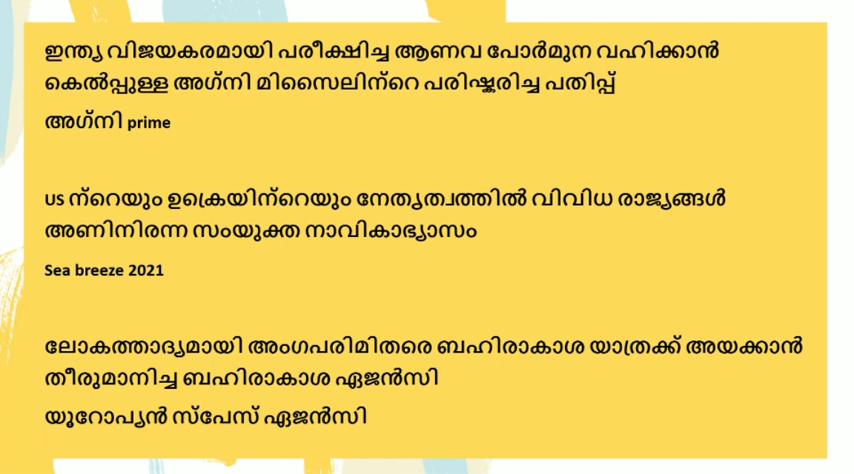 ഇന്ത്യ വിജയകരമായി പരീക്ഷിച്ച ആണവ പോർമുന വഹിക്കാൻ
കെൽപ്പുള്ള അഗ്നി മിസൈലിന്റെ പരിഷ്കരിച്ച പതിപ്പ്
അഗ്നി prime
US ന്റെയും ഉക്രെയിന്റെയും നേതൃത്വത്തിൽ വിവിധ രാജ്യങ്ങൾ
അണിനിരന്ന സംയുക്ത നാവികാഭ്യാസം
Sea breeze 2021
ലോകത്താദ്യമായി അംഗപരിമിതരെ ബഹിരാകാശ യാത്രക്ക് അയക്കാൻ
തീരുമാനിച്ച ബഹിരാകാശ ഏജൻസി
യൂറോപ്യൻ സ്പേസ് ഏജൻസി